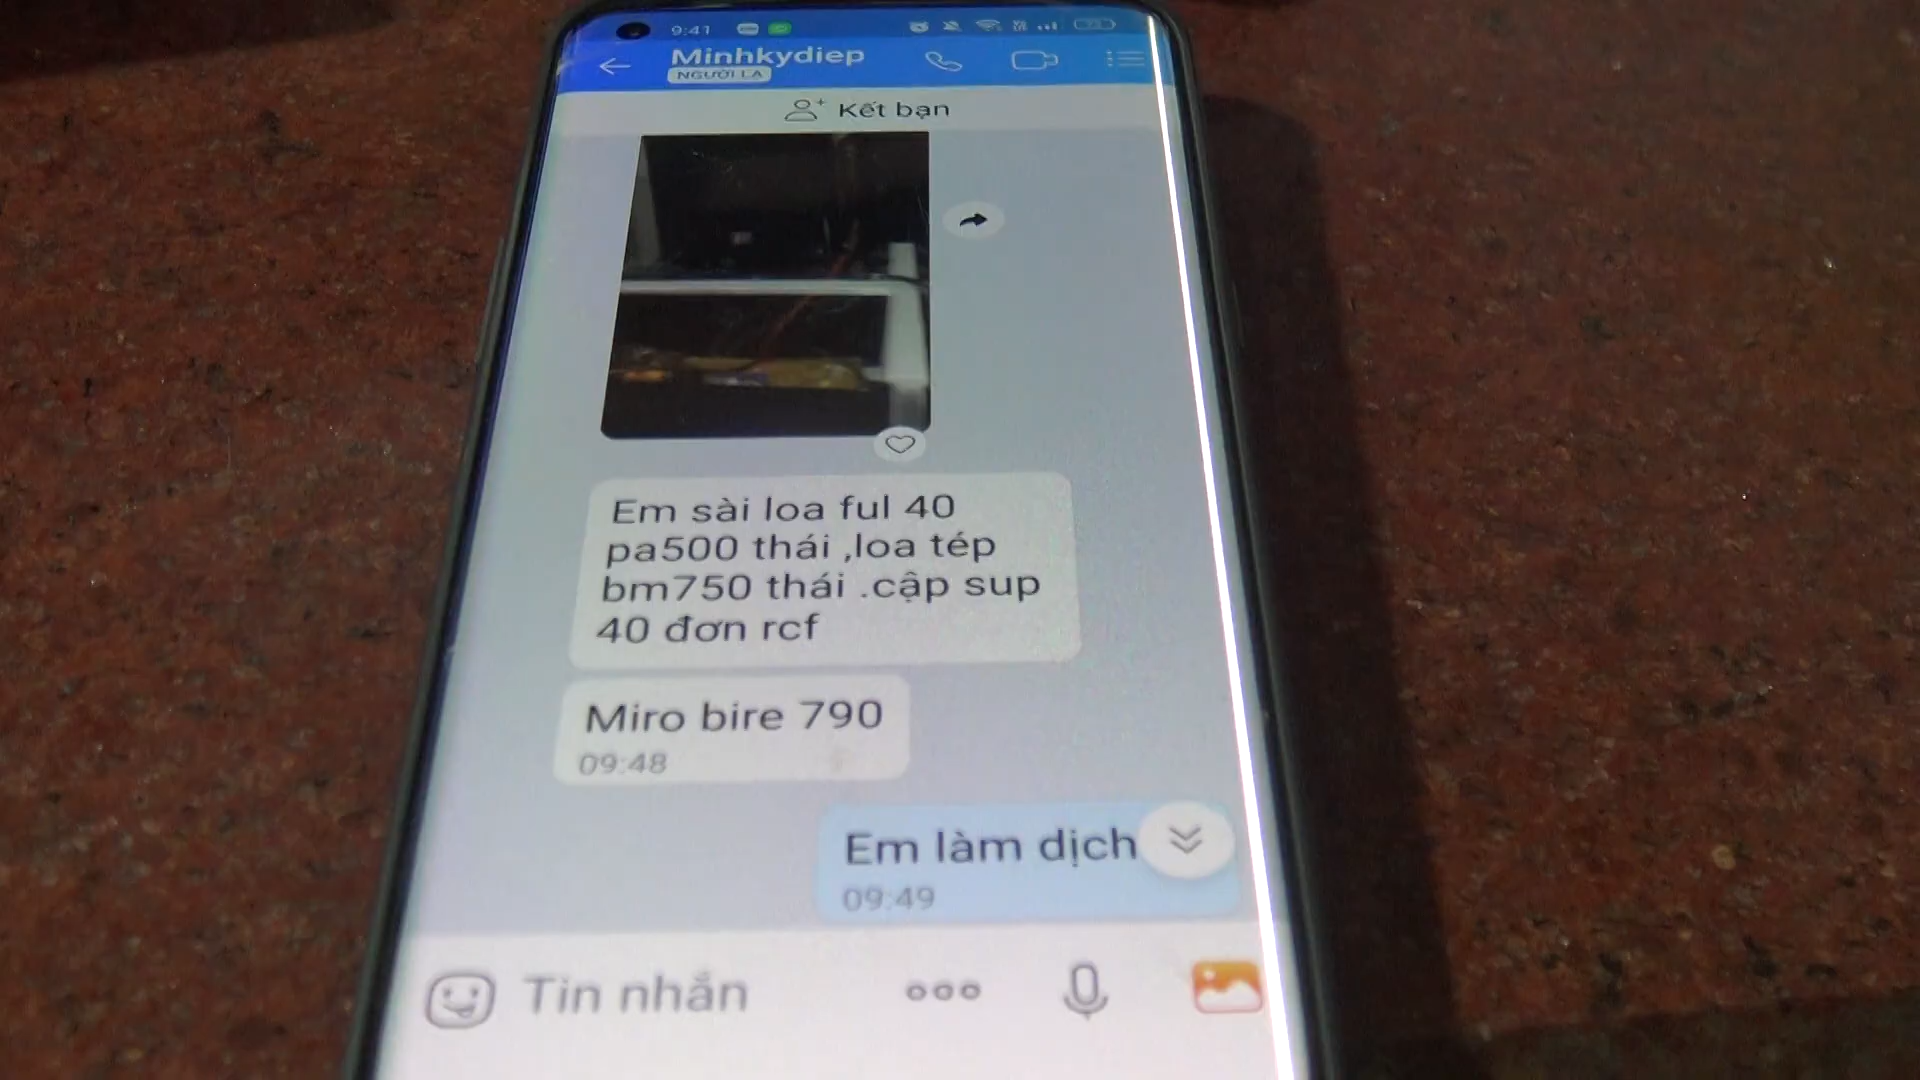 9:41
Minhkydiep
NGƯỜI LẠ
Kết bạn
Em sài loa ful 40
pa500 thái ,loa tép
bm750 thái .cập sup
40 đơn rcf
Miro bire 790
09:48
Em làm dịch
09:49
Tin nhắn